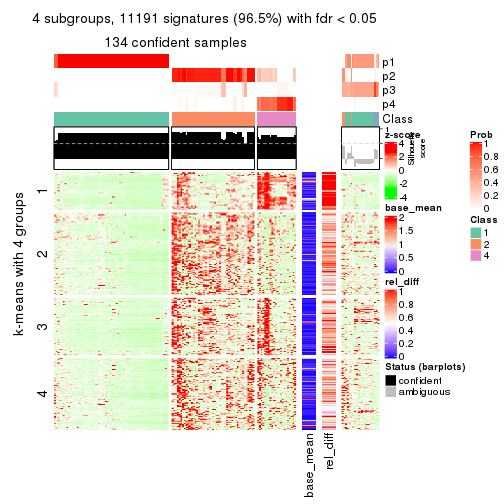 4 subgroups, 11191 signatures (96.5%) with fdr < 0.05
134 confident samples
p1
p2
p3
p4
Class
1
Silhouette
score
k-means with 4 groups
1
2
3
4
base_mean
rel_diff
z-score
4
2
0
-2
-4
base_mean
2
1.5
1
0.5
0
rel_diff
1
0.8
0.6
0.4
0.2
0
Status (barplots)
confident
ambiguous
Prob
1
0.8
0.6
0.4
0.2
0
Class
1
2
4